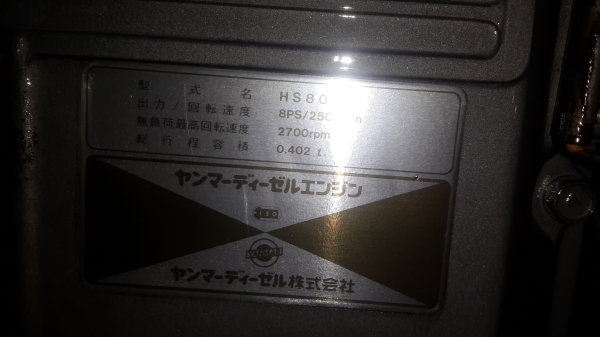 型式名 HS80
出力/回転速度 8PS/250
無負荷最高回転速度 2700rpm
総行程容積 0.402 ℓ.
ヤンマーディーゼルエンジン
YANMAR
ヤンマーディーゼル株式会社